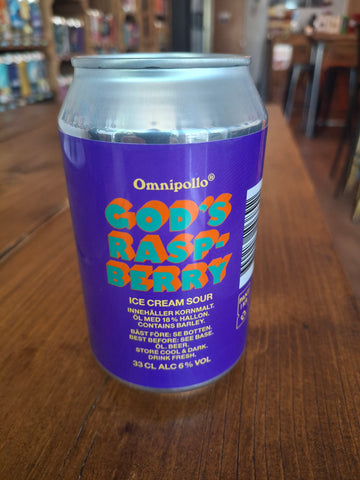 Omnipollo®
GOD'S
RASP-
BERRY
ICE CREAM SOUR
INNEHÅLLER KORNMALT.
ÖL MED 18% HALLON.
CONTAINS BARLEY.
BÄST FÖRE: SE BOTTEN.
BEST BEFORE: SEE BASE.
ÖL. BEER.
STORE COOL & DARK.
DRINK FRESH.
33 CL ALC 6% VOL